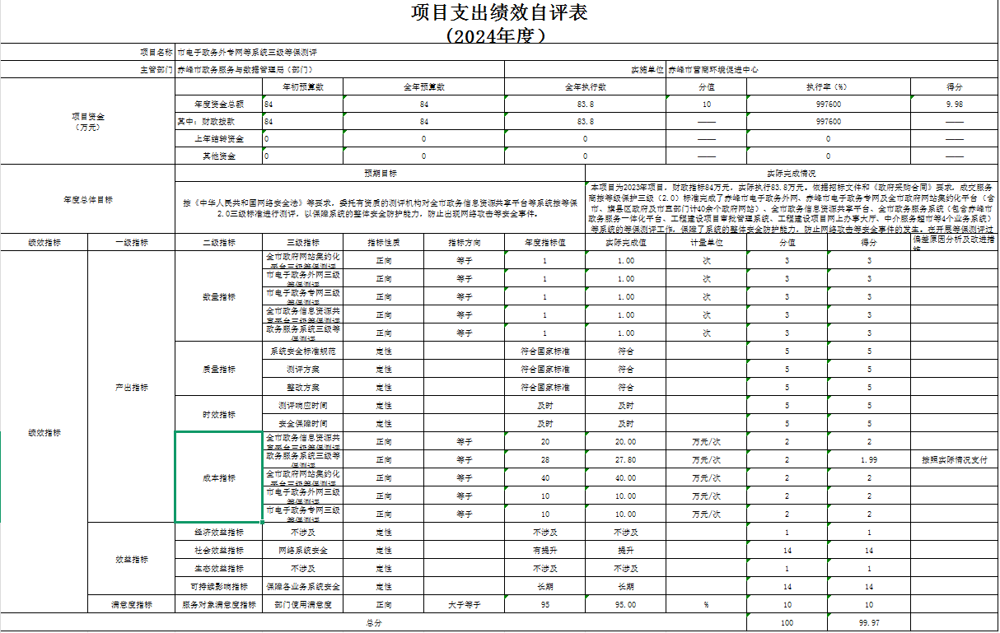 项目支出绩效自评表
(2024年度)
项目名称 市电子政务外专网等系统三级等保测评
主管部门 赤峰市政务服务与数据管理局（部门） 实施单位 赤峰市营商环境促进中心
项目资金
（万元）
年初预算数 全年预算数 全年执行数 分值 执行率（%） 得分
年度资金总额 84 84 83.8 10 997600 9.98
其中：财政拨款 84 84 83.8 —— 997600 ——
上年结转资金 0 0 0 —— 0 ——
其他资金 0 0 0 —— 0 ——
年度总体目标
预期目标 实际完成情况
按《中华人民共和国网络安全法》等要求，委托有资质的测评机构对全市政务信息资源共享平台等系统按等保
2.0三级标准进行测评，以保障系统的整体安全防护能力，防止出现网络攻击等安全事件。
本项目为2023年项目，财政指标84万元，实际执行83.8万元。依据招标文件和《政府采购合同》要求，成交服务
商按等级保护三级（2.0）标准完成了赤峰市电子政务外网、赤峰市电子政务专网及全市政府网站集约化平台（含
市、旗县区政府及市直部门计40余个政府网站）、全市政务信息资源共享平台、全市政务服务系统（包含赤峰市
政务服务一体化平台、工程建设项目审批管理系统、工程建设项目网上办事大厅、中介服务超市等4个业务系统）
等系统的等保测评工作，保障了系统的整体安全防护能力，防止网络攻击等安全事件的发生。在开展等保测评过
绩效指标 一级指标 二级指标 三级指标 指标性质 指标方向 年度指标值 实际完成值 计量单位 分值 得分 偏差原因分析及改进措
施
绩效指标
产出指标
数量指标
全市政府网站集约化
平台三级等保测评 正向 等于 1 1.00 次 3 3
市电子政务外网三级
等保测评 正向 等于 1 1.00 次 3 3
市电子政务专网三级
等保测评 正向 等于 1 1.00 次 3 3
全市政务信息资源共
享平台三级等保测评 正向 等于 1 1.00 次 3 3
政务服务系统三级等
保测评 正向 等于 1 1.00 次 3 3
质量指标
系统安全标准规范 定性 符合国家标准 符合 5 5
测评方案 定性 符合国家标准 符合 5 5
整改方案 定性 符合国家标准 符合 5 5
时效指标
测评响应时间 定性 及时 及时 5 5
安全保障时间 定性 及时 及时 5 5
成本指标
全市政务信息资源共
享平台三级等保测评 正向 等于 20 20.00 万元/次 2 2
政务服务系统三级等
保测评 正向 等于 28 27.80 万元/次 2 1.99 按照实际情况支付
全市政府网站集约化
平台三级等保测评 正向 等于 40 40.00 万元/次 2 2
市电子政务外网三级
等保测评 正向 等于 10 10.00 万元/次 2 2
市电子政务专网三级
等保测评 正向 等于 10 10.00 万元/次 2 2
效益指标
经济效益指标 不涉及 定性 不涉及 不涉及 1 1
社会效益指标 网络系统安全 定性 有提升 提升 14 14
生态效益指标 不涉及 定性 不涉及 不涉及 1 1
可持续影响指标 保障各业务系统安全 定性 长期 长期 14 14
满意度指标 服务对象满意度指标 部门使用满意度 正向 大于等于 95 95.00 % 10 10
总分 100 99.97